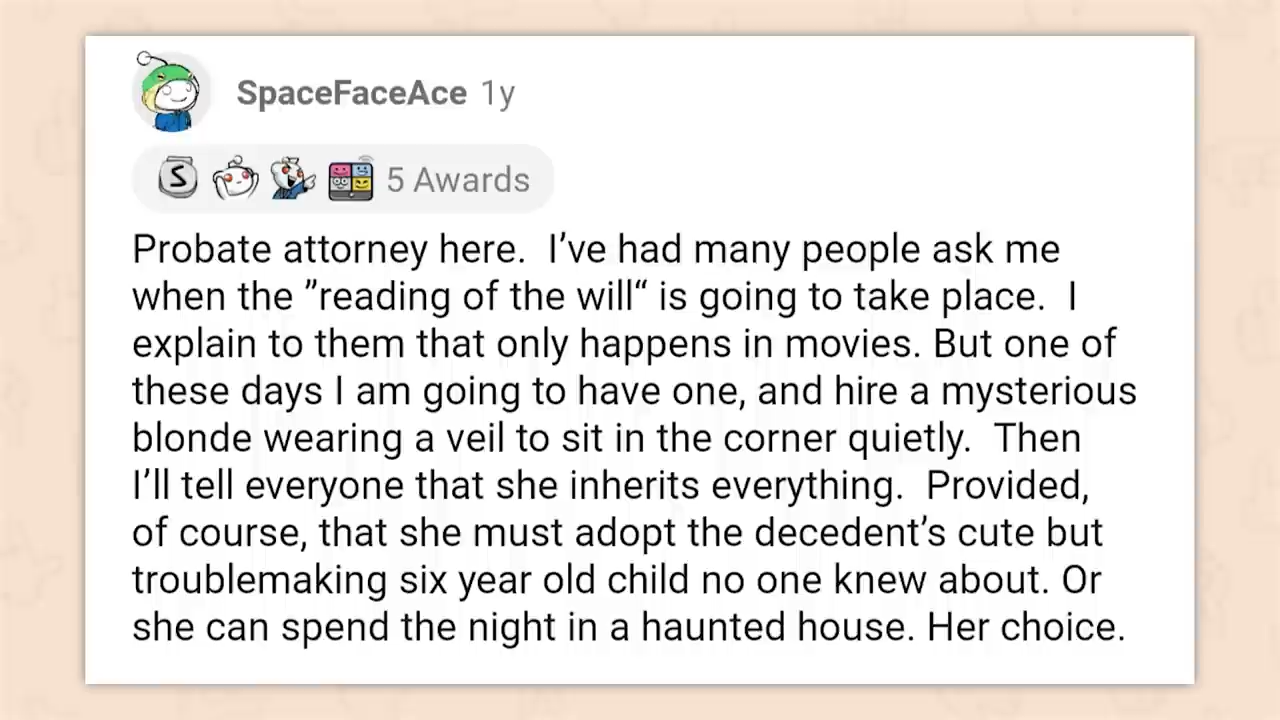 SpaceFaceAce 1y
S 5 Awards
Probate attorney here.  I’ve had many people ask me
when the ”reading of the will“ is going to take place.  I
explain to them that only happens in movies. But one of
these days I am going to have one, and hire a mysterious
blonde wearing a veil to sit in the corner quietly.  Then
I’ll tell everyone that she inherits everything.  Provided,
of course, that she must adopt the decedent’s cute but
troublemaking six year old child no one knew about. Or
she can spend the night in a haunted house. Her choice.